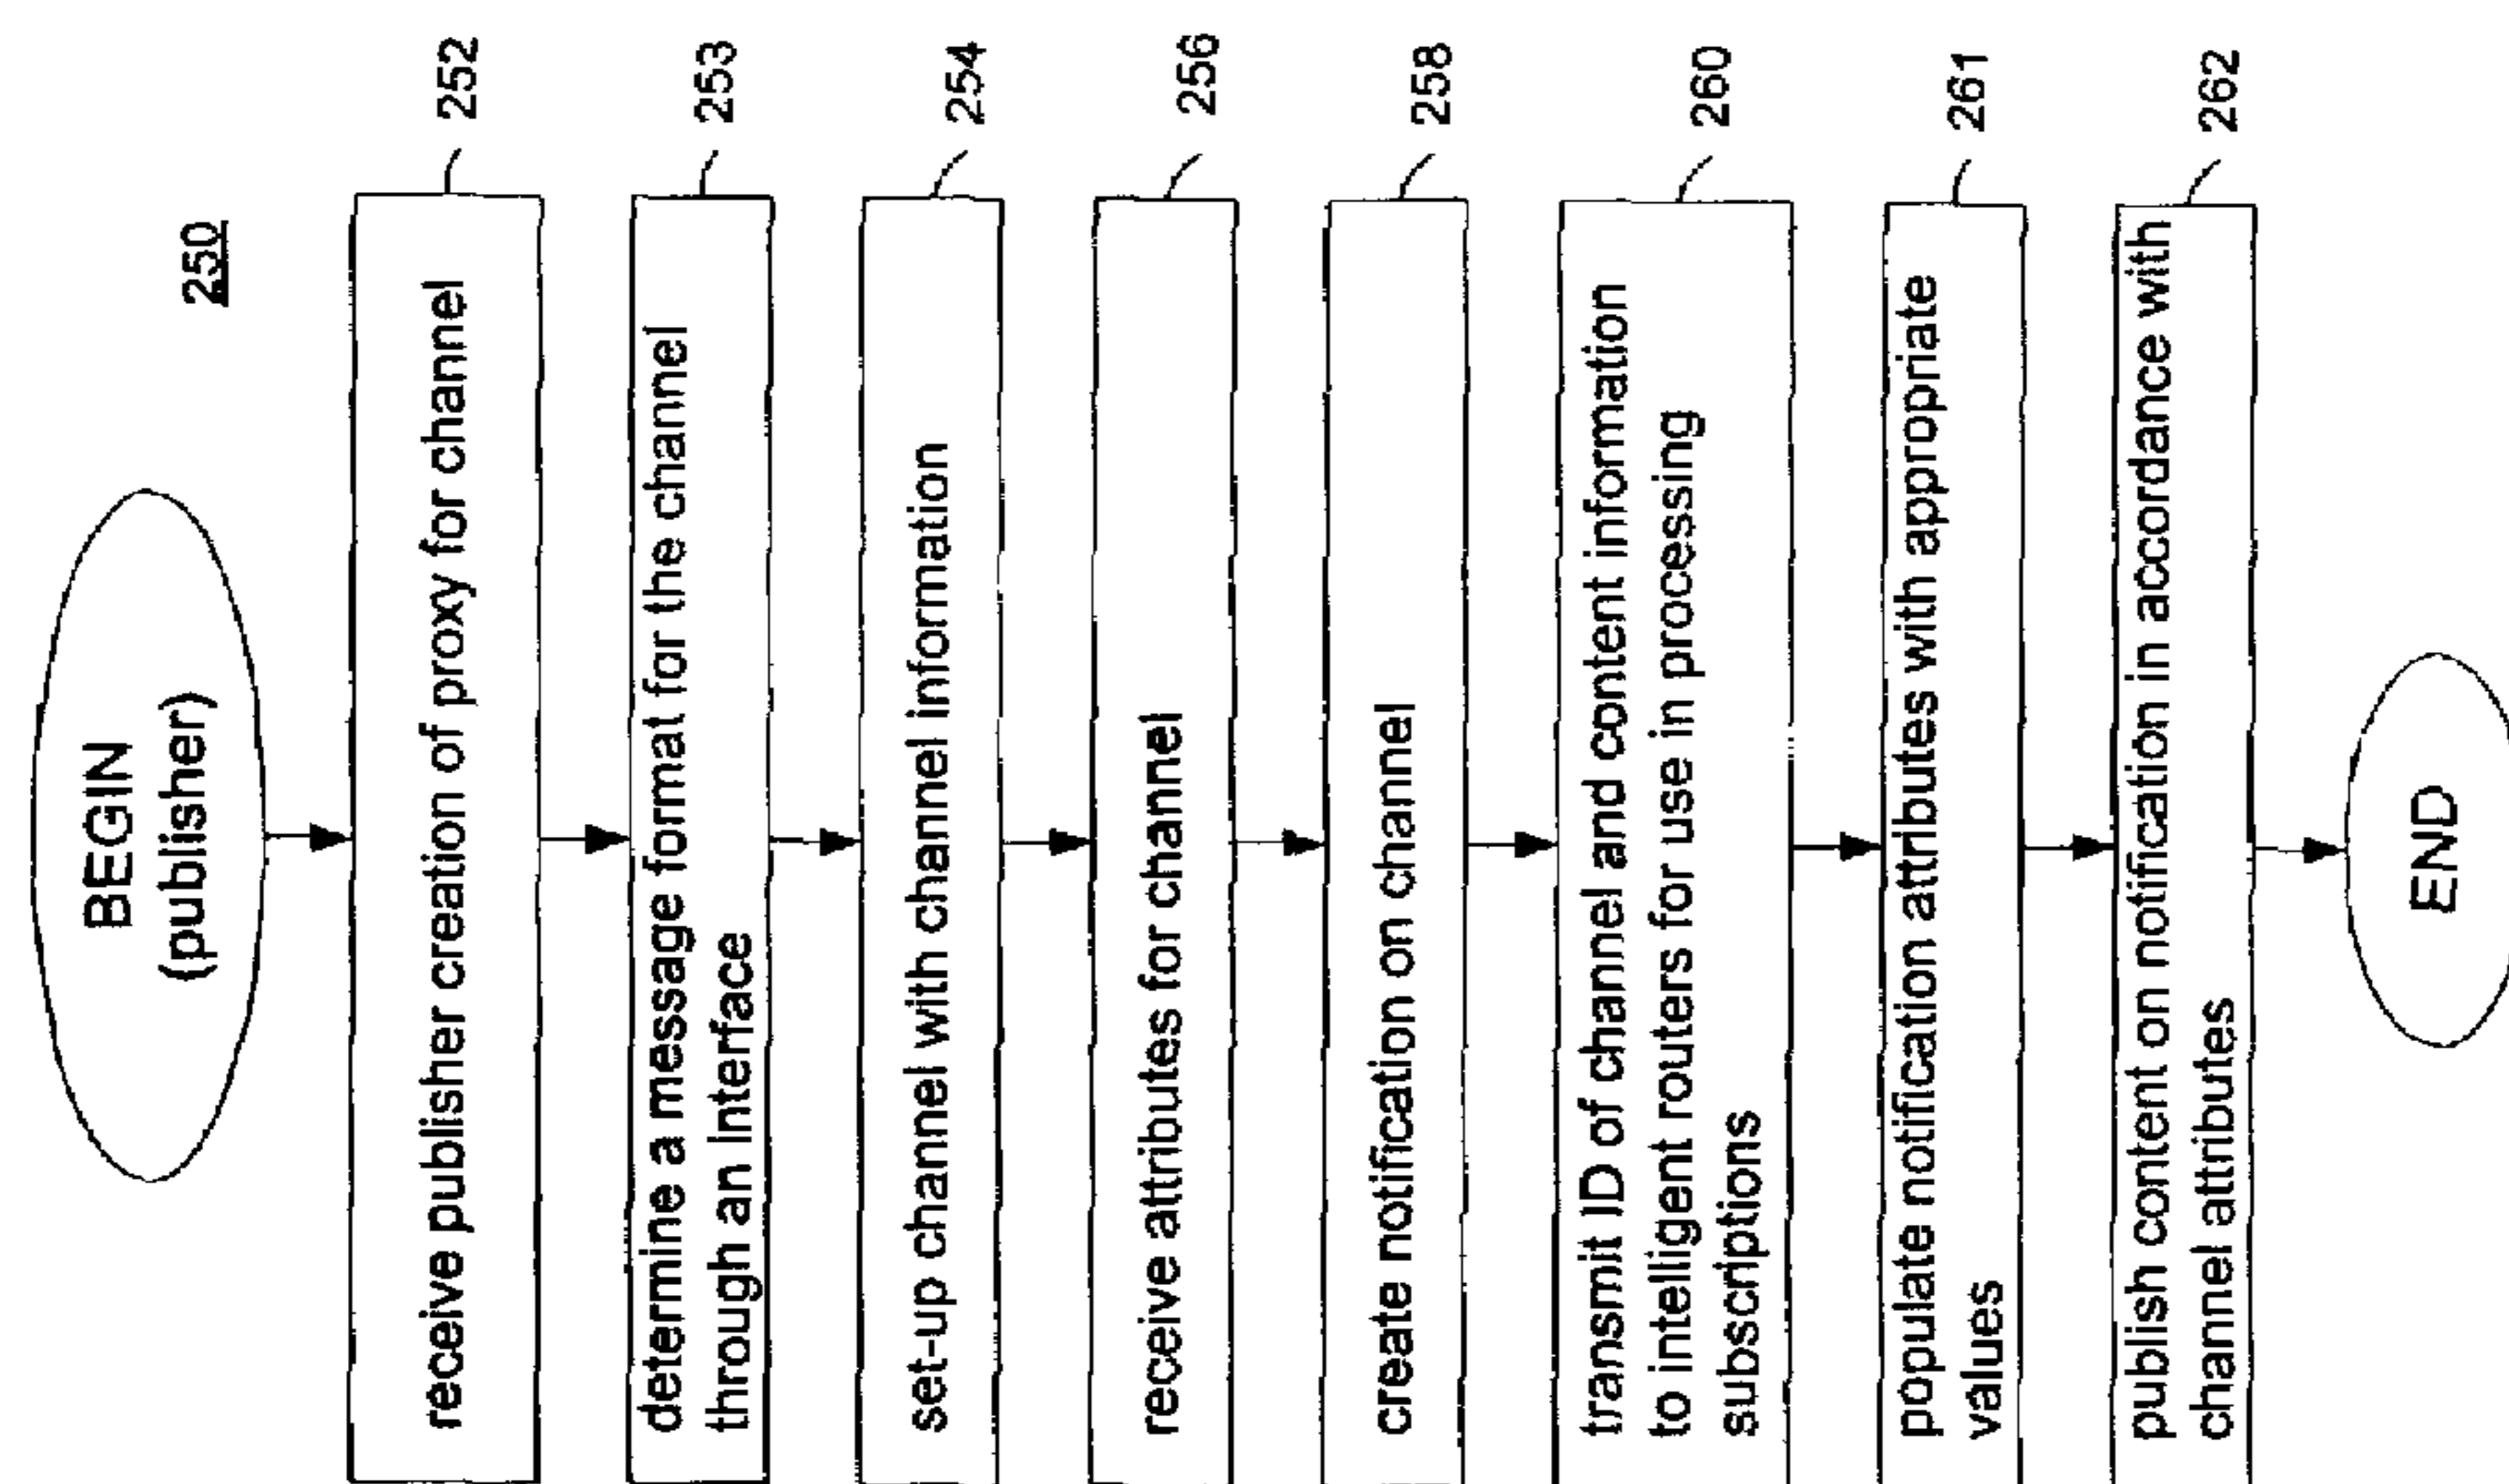 250
BEGIN
(publisher)
receive publisher creation of proxy for channel
252
determine a message format for the channel
through an interface
253
set-up channel with channel information
254
receive attributes for channel
256
create notification on channel
258
transmit ID of channel and content information
to intelligent routers for use in processing
subscriptions
260
populate notification attributes with appropriate
values
261
publish content on notification in accordance with
channel attributes
262
END